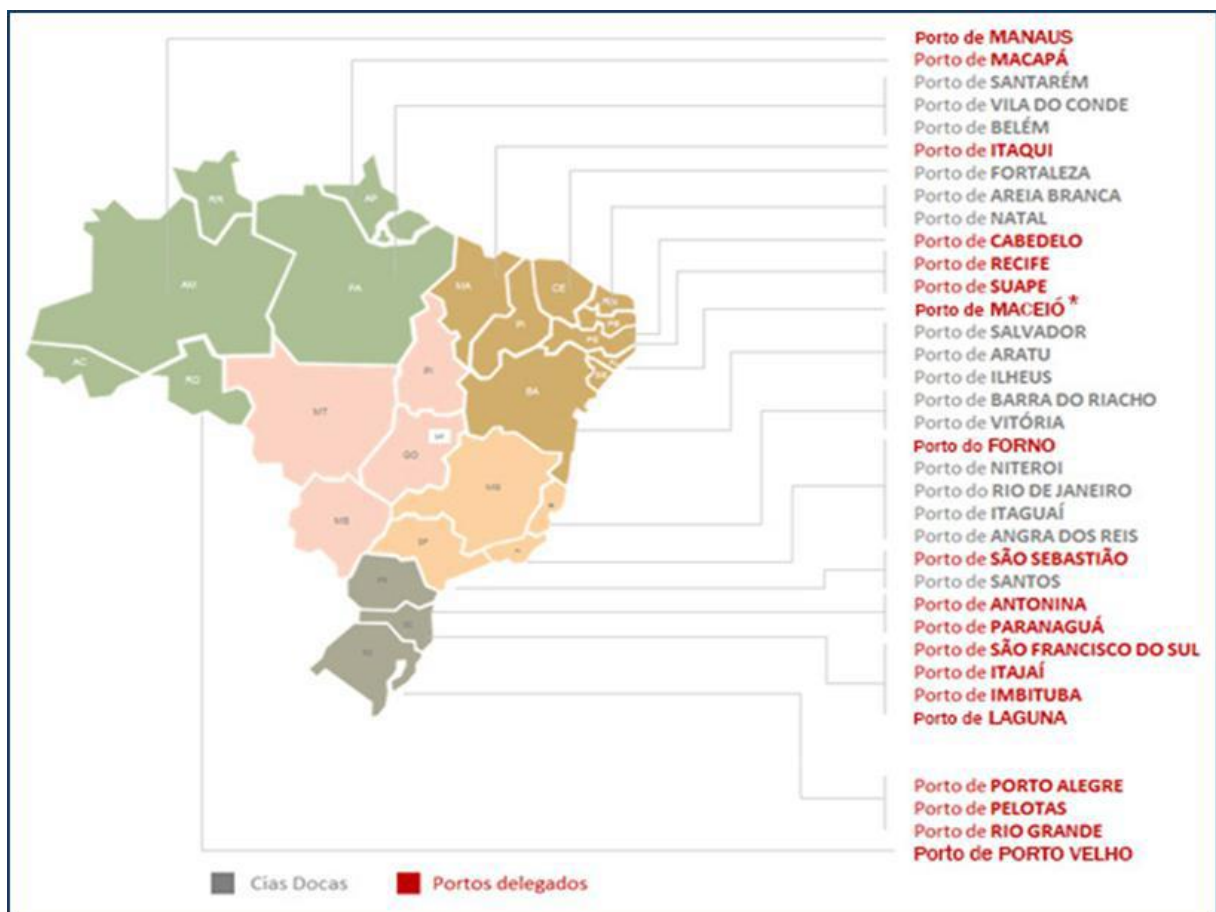 Porto de MANAUS
Porto de MACAPÁ
Porto de SANTARÉM
Porto de VILA DO CONDE
Porto de BELÉM
Porto de ITAQUI
Porto de FORTALEZA
Porto de AREIA BRANCA
Porto de NATAL
Porto de CABEDELO
Porto de RECIFE
Porto de SUAPE
Porto de MACEIÓ*
Porto de SALVADOR
Porto de ARATU
Porto de ILHEUS
Porto de BARRA DO RIACHO
Porto de VITÓRIA
Porto do FORNO
Porto de NITEROI
Porto do RIO DE JANEIRO
Porto de ITAGUAÍ
Porto de ANGRA DOS REIS
Porto de SÃO SEBASTIÃO
Porto de SANTOS
Porto de ANTONINA
Porto de PARANAGUÁ
Porto de SÃO FRANCISCO DO SUL
Porto de ITAJAÍ
Porto de IMBITUBA
Porto de LAGUNA
Porto de PORTO ALEGRE
Porto de PELOTAS
Porto de RIO GRANDE
Porto de PORTO VELHO
RR
AP
AM
PA
MA
CE
PI
AC
RO
MT
BA
GO
MG
SP
Cias Docas
Portos delegados